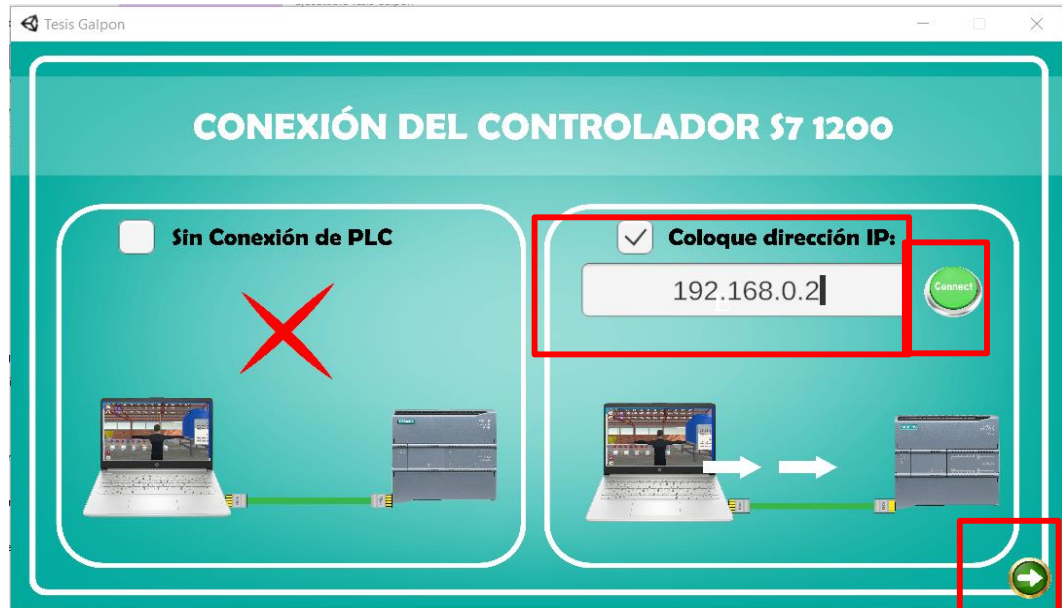 Tesis Galpon
CONEXIÓN DEL CONTROLADOR S7 1200
Sin Conexión de PLC
Coloque dirección IP:
192.168.0.2
Connect